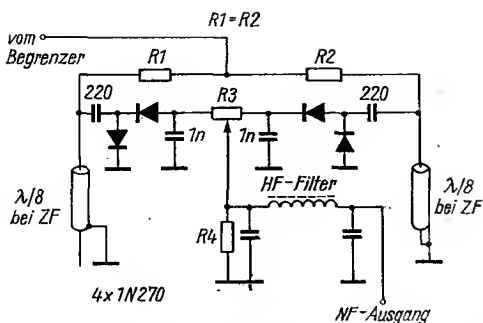 R1=R2
vom
Begrenzer
R1
R2
220
R3
220
1n
1n
λ/8
bei ZF
HF-Filter
λ/8
bei ZF
R4
4x1N270
NF-Ausgang